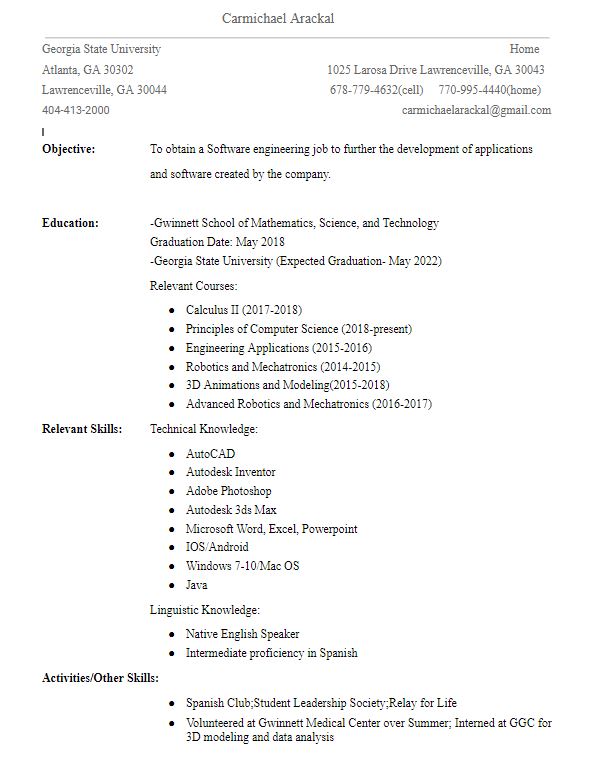 Carmichael Arackal
Georgia State University Home
Atlanta, GA 30302 1025 Larosa Drive Lawrenceville, GA 30043
Lawrenceville, GA 30044 678-779-4632(cell) 770-995-4440(home)
404-413-2000 carmichaelarackal@gmail.com
Objective: To obtain a Software engineering job to further the development of applications
and software created by the company.
Education: -Gwinnett School of Mathematics, Science, and Technology
Graduation Date: May 2018
-Georgia State University (Expected Graduation- May 2022)
Relevant Courses:
● Calculus II (2017-2018)
● Principles of Computer Science (2018-present)
● Engineering Applications (2015-2016)
● Robotics and Mechatronics (2014-2015)
● 3D Animations and Modeling(2015-2018)
● Advanced Robotics and Mechatronics (2016-2017)
Relevant Skills: Technical Knowledge:
● AutoCAD
● Autodesk Inventor
● Adobe Photoshop
● Autodesk 3ds Max
● Microsoft Word, Excel, Powerpoint
● IOS/Android
● Windows 7-10/Mac OS
● Java
Linguistic Knowledge:
● Native English Speaker
● Intermediate proficiency in Spanish
Activities/Other Skills:
● Spanish Club;Student Leadership Society;Relay for Life
● Volunteered at Gwinnett Medical Center over Summer; Interned at GGC for
3D modeling and data analysis